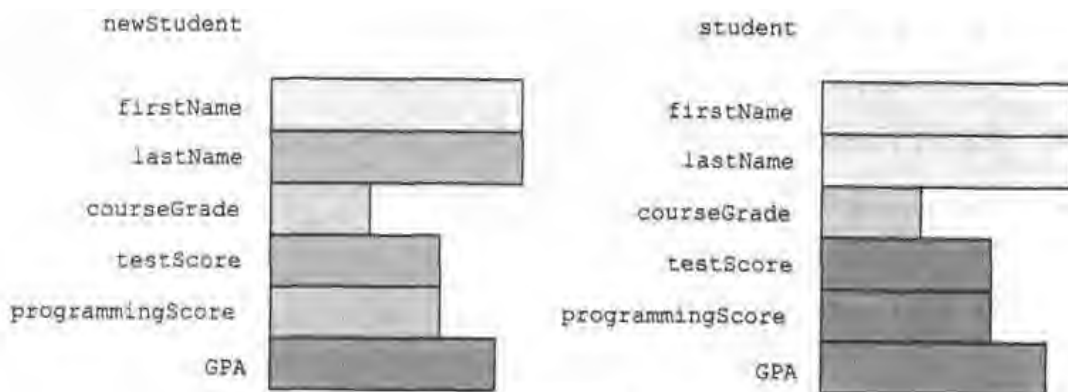 newStudent
firstName
lastName
courseGrade
testScore
programmingScore
GPA
student
firstName
lastName
courseGrade
testScore
programmingScore
GPA